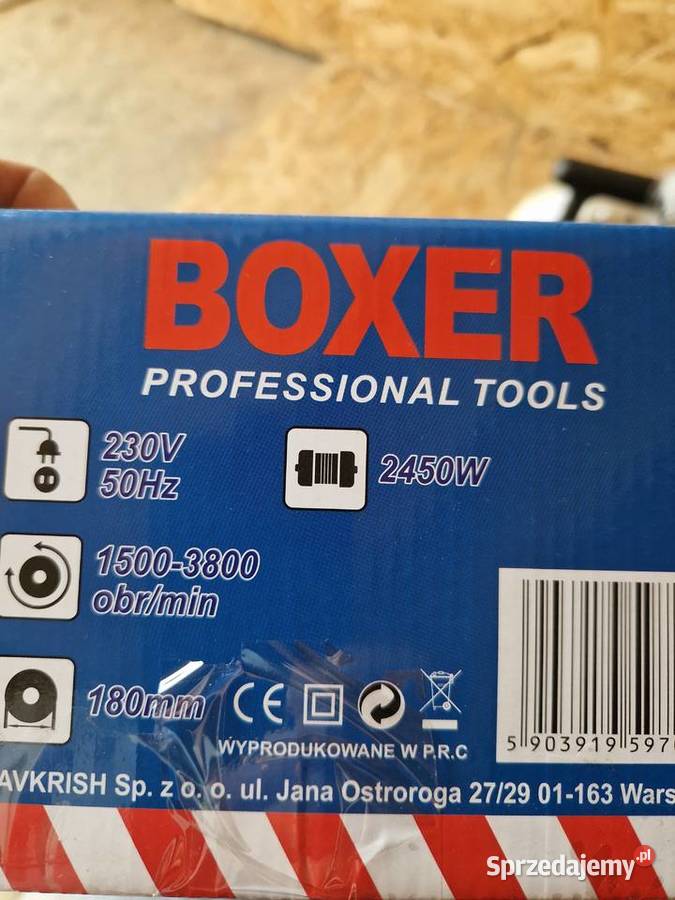 BOXER
PROFESSIONAL TOOLS
230V
50Hz
2450W
1500-3800
obr/min
180mm
CE
WYPRODUKOWANE W P.R.C
5 903919 597
AVKRISH Sp. z o. o. ul. Jana Ostroroga 27/29 01-163 Wars
Sprzedajemy.pl